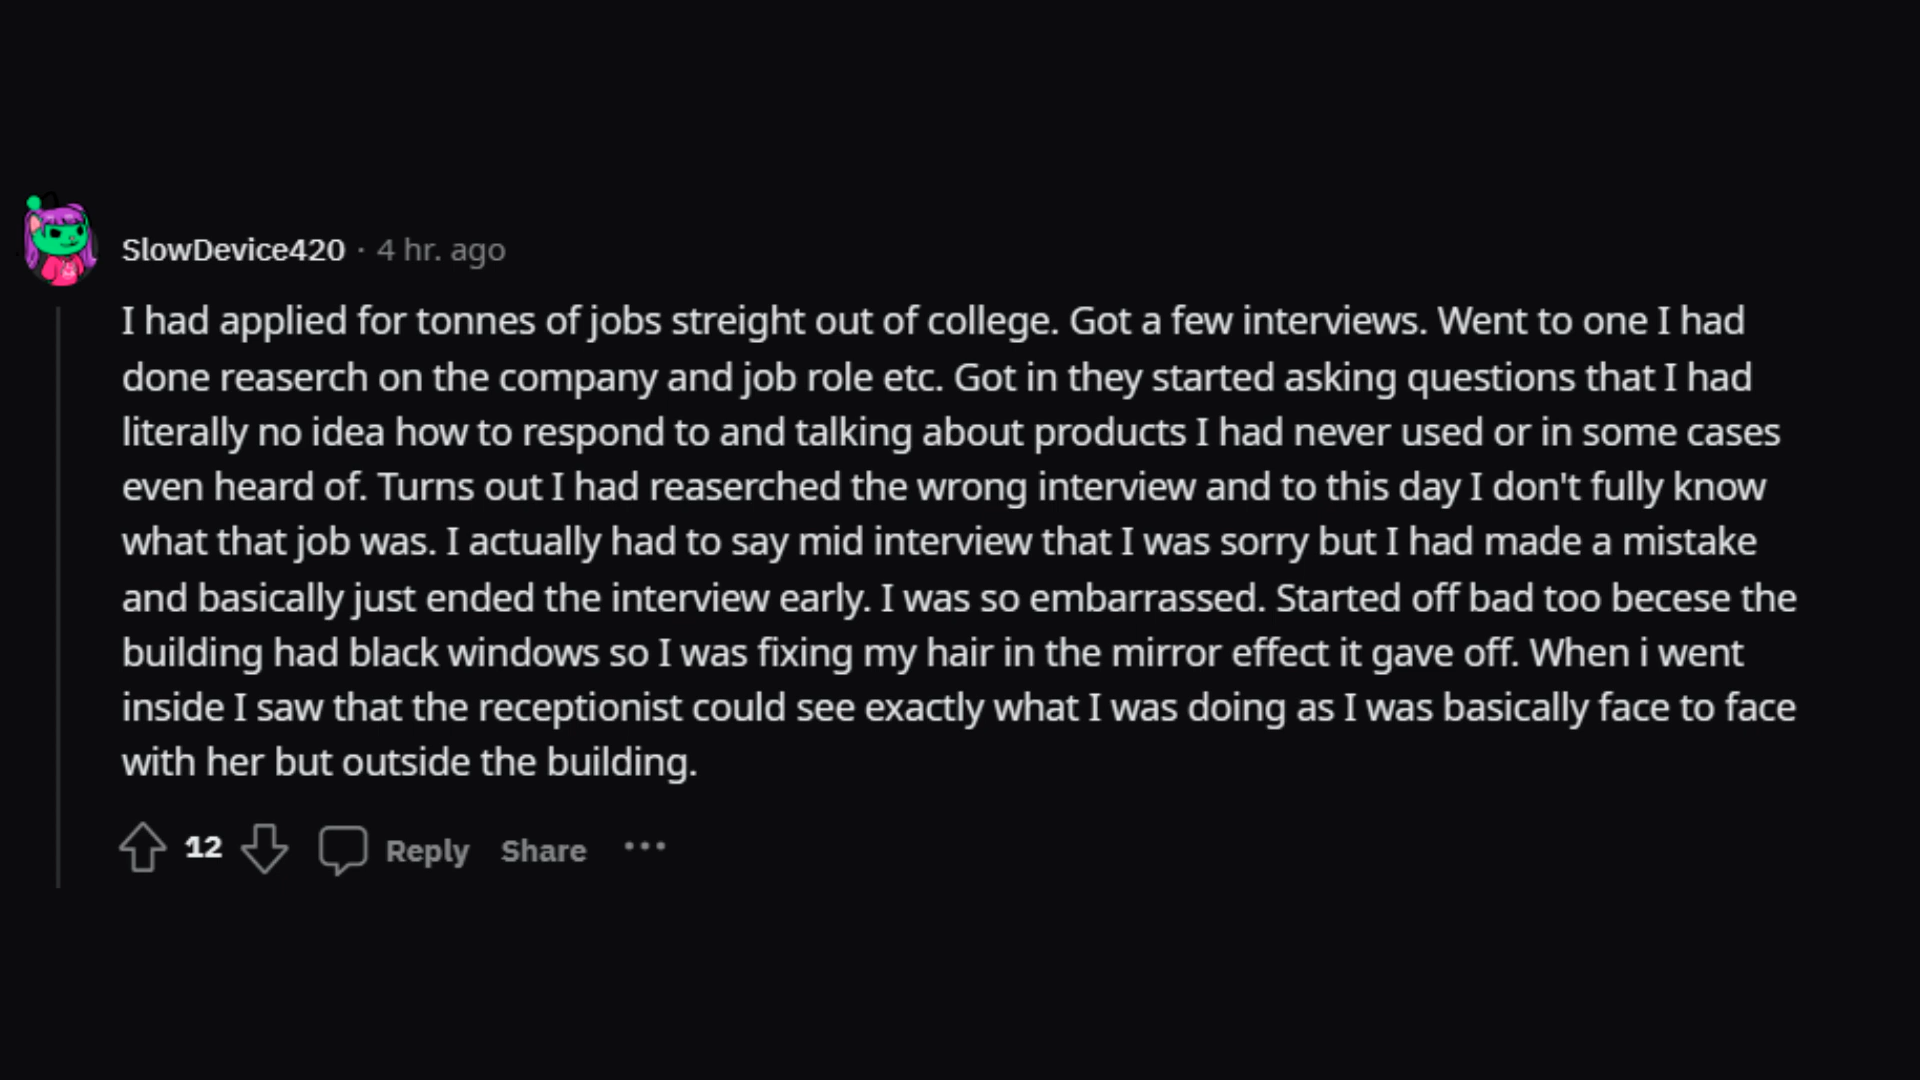 SlowDevice420 · 4 hr. ago
I had applied for tonnes of jobs streight out of college. Got a few interviews. Went to one I had
done reaserch on the company and job role etc. Got in they started asking questions that I had
literally no idea how to respond to and talking about products I had never used or in some cases
even heard of. Turns out I had reaserched the wrong interview and to this day I don't fully know
what that job was. I actually had to say mid interview that I was sorry but I had made a mistake
and basically just ended the interview early. I was so embarrassed. Started off bad too becese the
building had black windows so I was fixing my hair in the mirror effect it gave off. When i went
inside I saw that the receptionist could see exactly what I was doing as I was basically face to face
with her but outside the building.
12 Reply Share ···